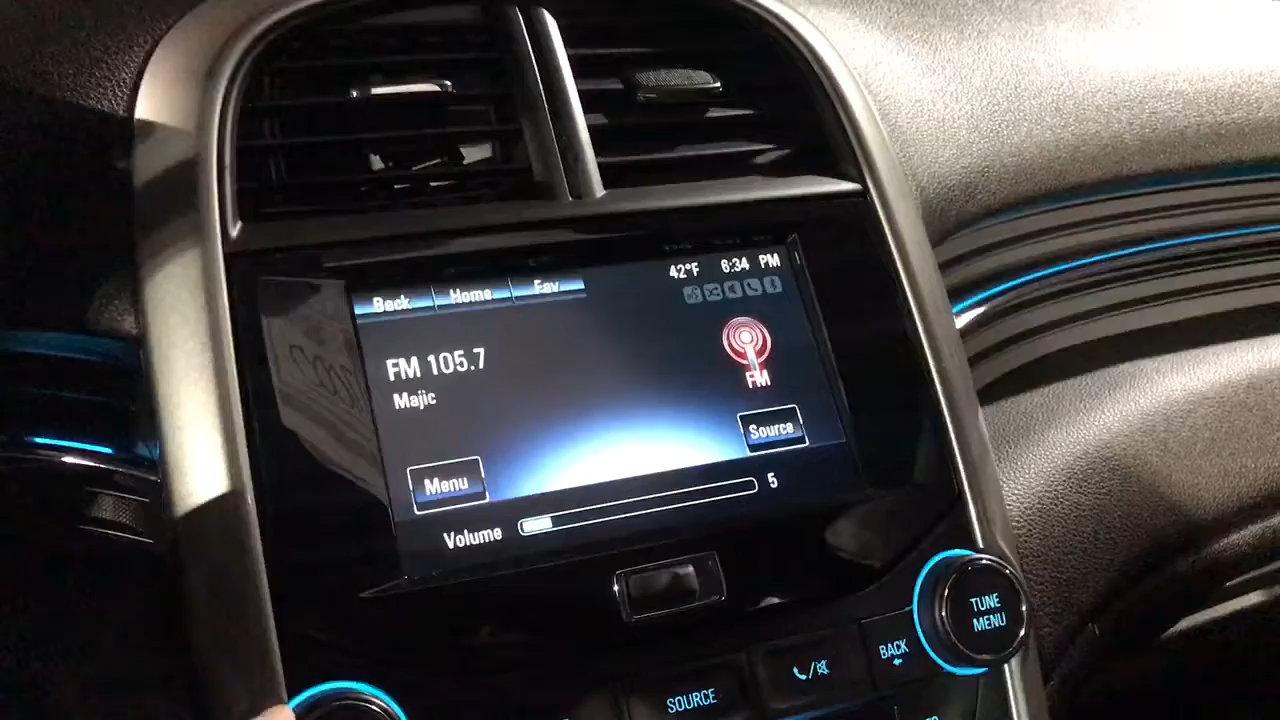 42°F 6:34 PM
Back Home Fav
FM 105.7
Majic
FM
Source
Menu
Volume 5
TUNE
MENU
BACK
SOURCE